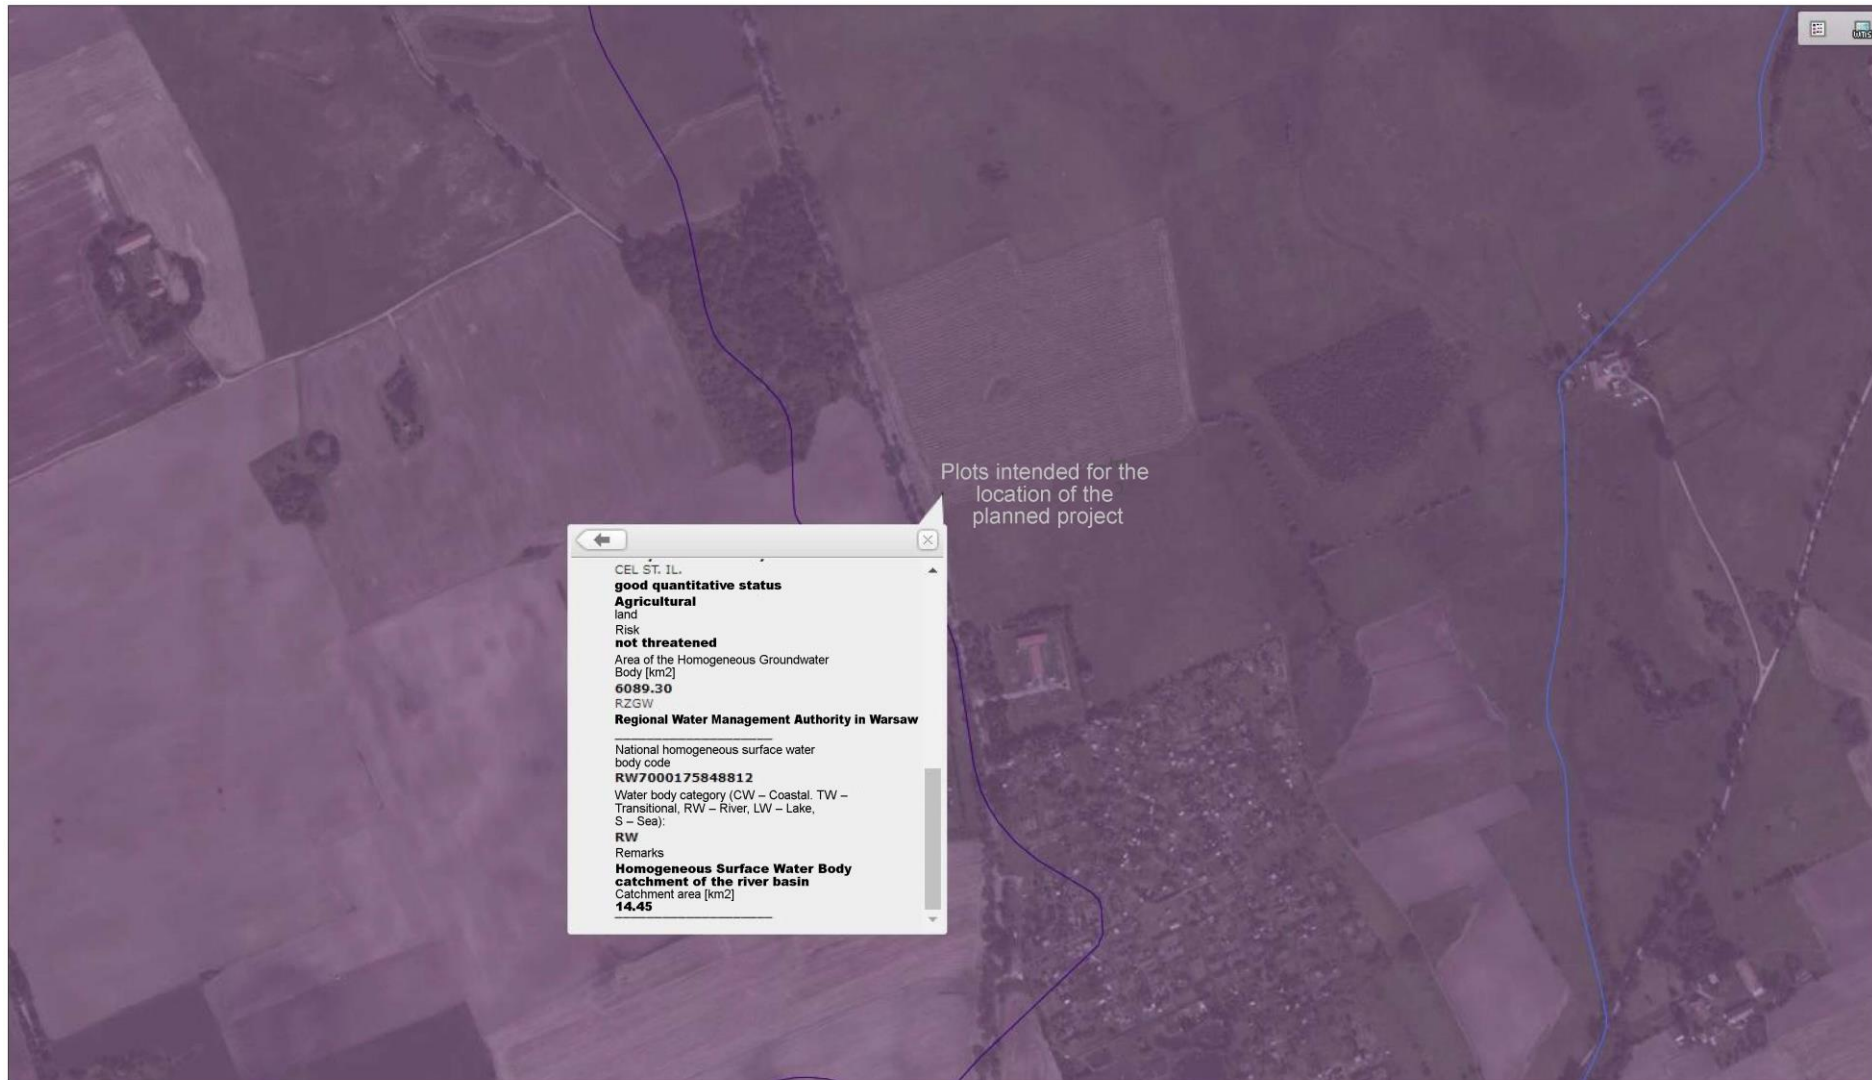 Plots intended for the
location of the
planned project
CEL ST. IL.
good quantitative status
Agricultural
land
Risk
not threatened
Area of the Homogeneous Groundwater
Body [km2]
6089.30
RZGW
Regional Water Management Authority in Warsaw
National homogeneous surface water
body code
RW7000175848812
Water body category (CW – Coastal. TW –
Transitional, RW – River, LW – Lake,
S – Sea):
RW
Remarks
Homogeneous Surface Water Body
catchment of the river basin
Catchment area [km2]
14.45